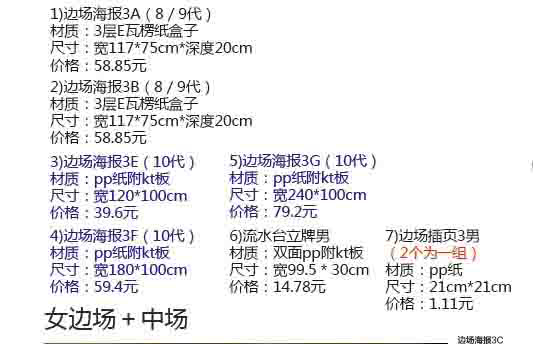 1)边场海报3A（8 / 9代）
材质：3层E瓦楞纸盒子
尺寸：宽117*75cm*深度20cm
价格：58.85元
2)边场海报3B（8 / 9代）
材质：3层E瓦楞纸盒子
尺寸：宽117*75cm*深度20cm
价格：58.85元
3)边场海报3E（10代）
材质：pp纸附kt板
尺寸：宽120*100cm
价格：39.6元
5)边场海报3G（10代）
材质：pp纸附kt板
尺寸：宽240*100cm
价格：79.2元
4)边场海报3F（10代）
材质：pp纸附kt板
尺寸：宽180*100cm
价格：59.4元
6)流水台立牌男
材质：双面pp附kt板
尺寸：宽99.5 * 30cm
价格：14.78元
7)边场插页3男
（2个为一组）
材质：pp纸
尺寸：21cm*21cm
价格：1.11元
女边场 + 中场
边场海报3C